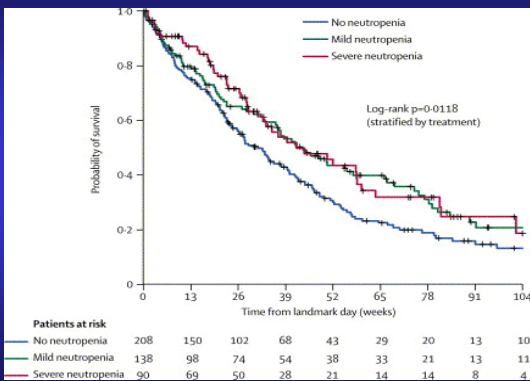 1·0
0·8
0·6
0·4
0·2
0
Probability of survival
No neutropenia
Mild neutropenia
Severe neutropenia
Log-rank p=0·0118
(stratified by treatment)
0 13 26 39 52 65 78 91 104
Time from landmark day (weeks)
Patients at risk
No neutropenia 208 150 102 68 43 29 20 13 10
Mild neutropenia 138 98 74 54 38 33 21 13 11
Severe neutropenia 90 69 50 28 21 14 14 8 4